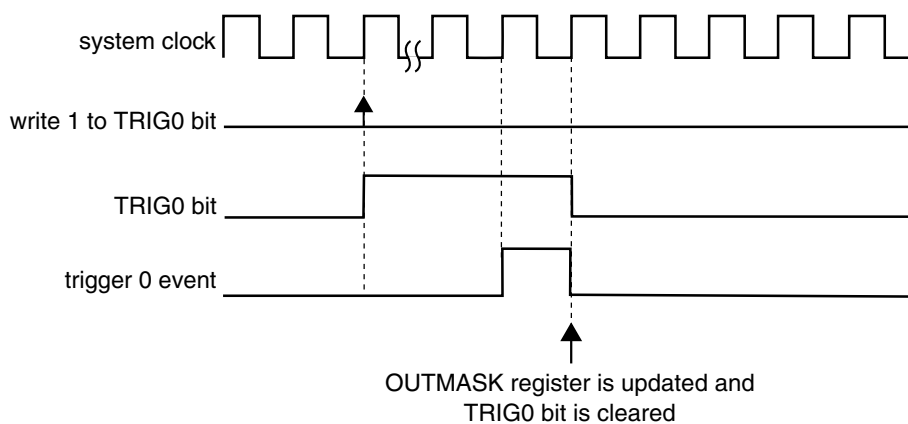 system clock
write 1 to TRIG0 bit
TRIG0 bit
trigger 0 event
OUTMASK register is updated and
TRIG0 bit is cleared